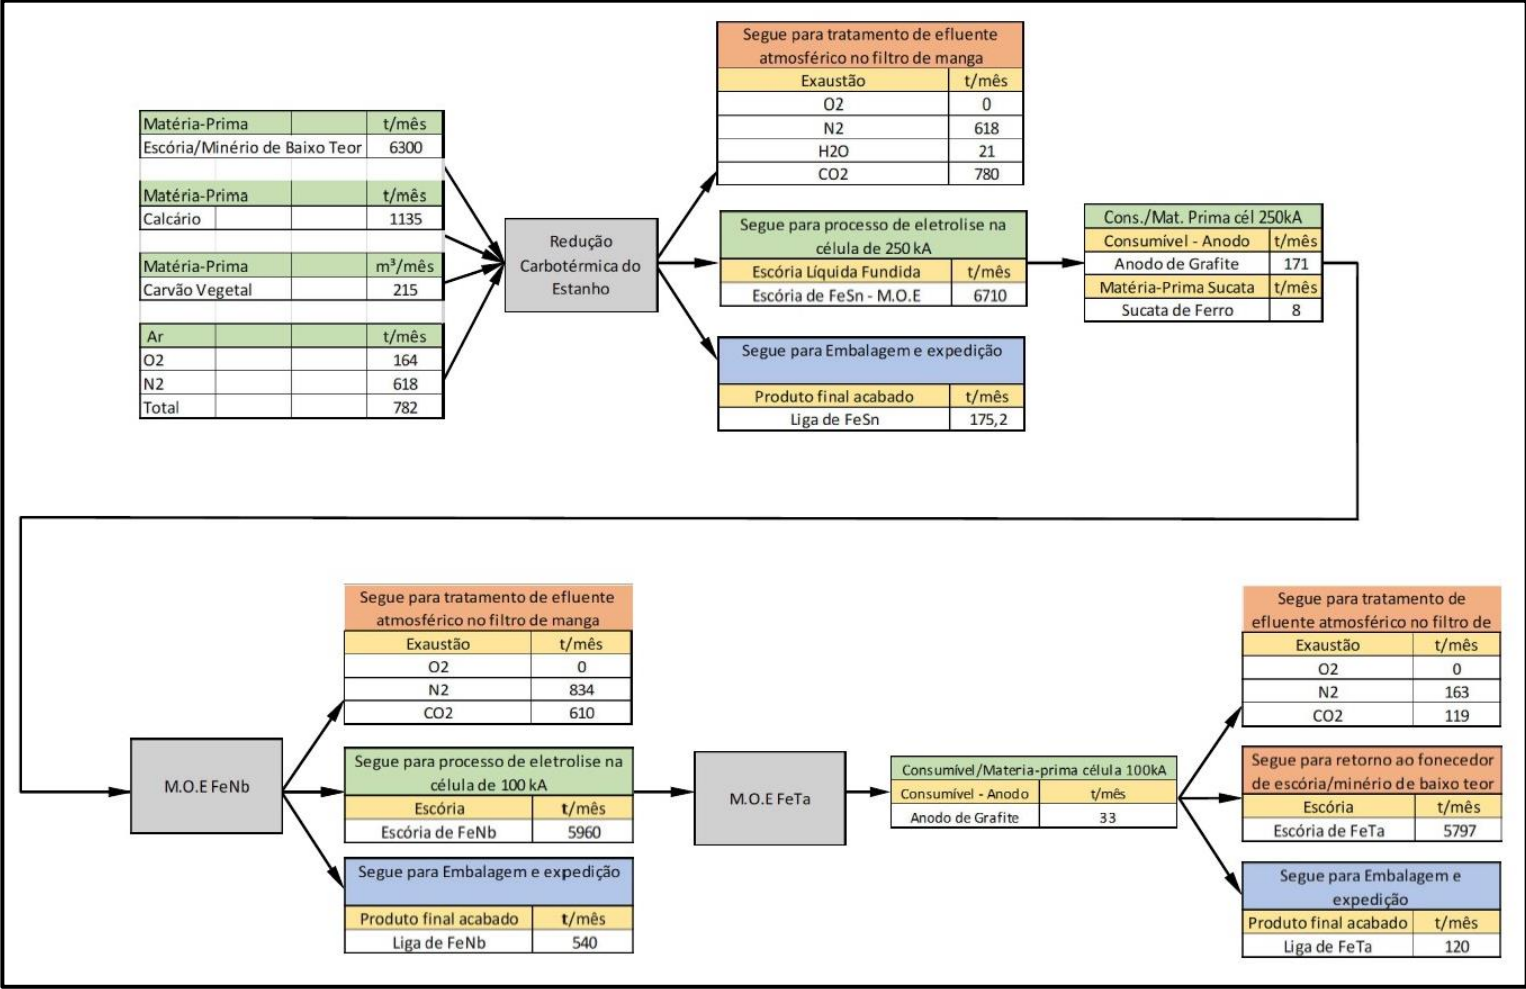 Matéria-Prima t/mês
Escória/Minério de Baixo Teor 6300
Matéria-Prima t/mês
Calcário 1135
Matéria-Prima m³/mês
Carvão Vegetal 215
Ar t/mês
O2 164
N2 618
Total 782
Redução
Carbotérmica do
Estanho
Segue para tratamento de efluente
atmosférico no filtro de manga
Exaustão t/mês
O2 0
N2 618
H2O 21
CO2 780
Segue para processo de eletrolise na
célula de 250 kA
Escória Líquida Fundida t/mês
Escória de FeSn - M.O.E 6710
Segue para Embalagem e expedição
Produto final acabado t/mês
Liga de FeSn 175,2
Cons./Mat. Prima cél 250kA
Consumível - Anodo t/mês
Anodo de Grafite 171
Matéria-Prima Sucata t/mês
Sucata de Ferro 8
M.O.E FeNb
Segue para tratamento de efluente
atmosférico no filtro de manga
Exaustão t/mês
O2 0
N2 834
CO2 610
Segue para processo de eletrolise na
célula de 100 kA
Escória t/mês
Escória de FeNb 5960
Segue para Embalagem e expedição
Produto final acabado t/mês
Liga de FeNb 540
M.O.E FeTa
Consumível/Materia-prima célula 100kA
Consumível - Anodo t/mês
Anodo de Grafite 33
Segue para tratamento de
efluente atmosférico no filtro de
Exaustão t/mês
O2 0
N2 163
CO2 119
Segue para retorno ao fonecedor
de escória/minério de baixo teor
Escória t/mês
Escória de FeTa 5797
Segue para Embalagem e
expedição
Produto final acabado t/mês
Liga de FeTa 120